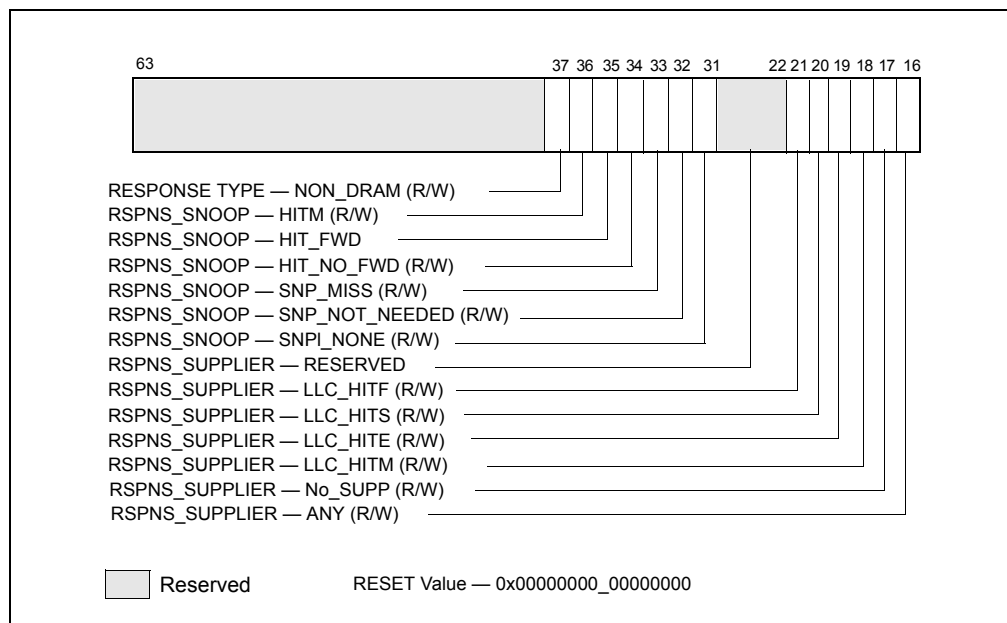 63 37 36 35 34 33 32 31 22 21 20 19 18 17 16
RESPONSE TYPE — NON_DRAM (R/W)
RSPNS_SNOOP — HITM (R/W)
RSPNS_SNOOP — HIT_FWD
RSPNS_SNOOP — HIT_NO_FWD (R/W)
RSPNS_SNOOP — SNP_MISS (R/W)
RSPNS_SNOOP — SNP_NOT_NEEDED (R/W)
RSPNS_SNOOP — SNPI_NONE (R/W)
RSPNS_SUPPLIER — RESERVED
RSPNS_SUPPLIER — LLC_HITF (R/W)
RSPNS_SUPPLIER — LLC_HITS (R/W)
RSPNS_SUPPLIER — LLC_HITE (R/W)
RSPNS_SUPPLIER — LLC_HITM (R/W)
RSPNS_SUPPLIER — No_SUPP (R/W)
RSPNS_SUPPLIER — ANY (R/W)
Reserved RESET Value — 0x00000000_00000000